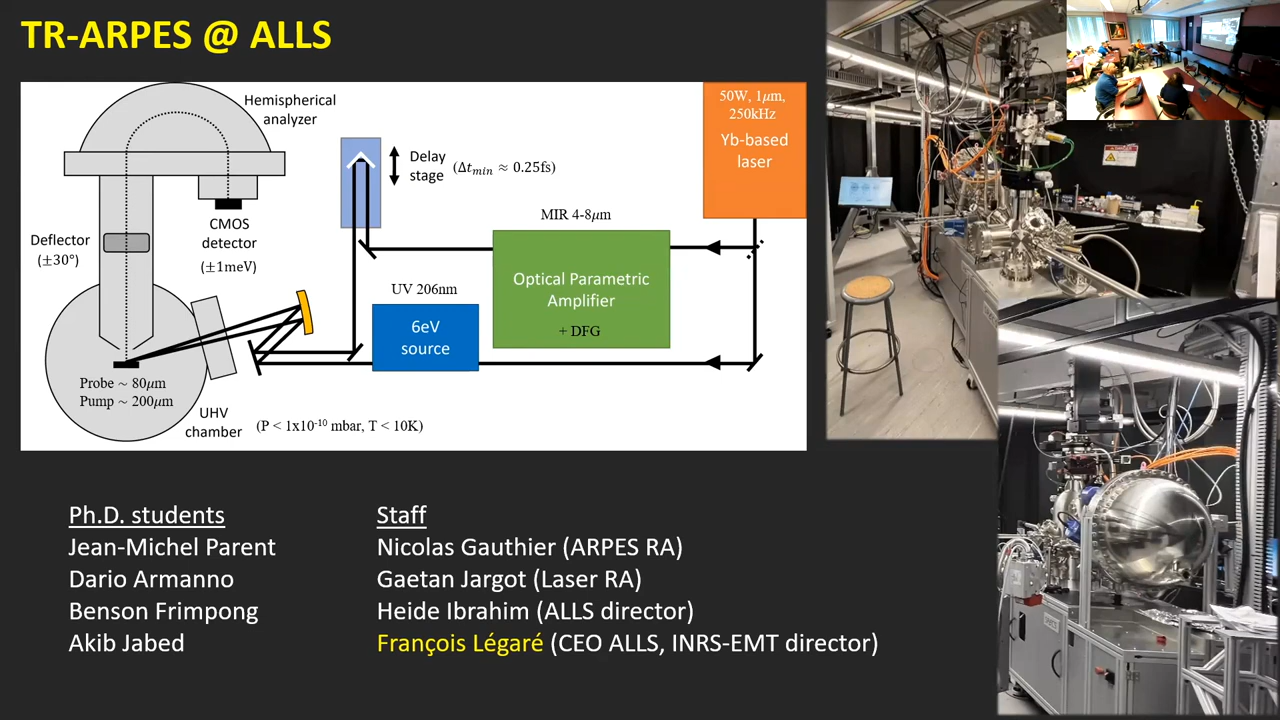 TR-ARPES @ ALLS
Hemispherical
analyzer
Delay
stage
(Δt_min ≈ 0.25fs)
50W, 1μm,
250kHz
Yb-based
laser
MIR 4-8μm
CMOS
detector
(±1meV)
Deflector
(±30°)
Optical Parametric
Amplifier
+ DFG
UV 206nm
6eV
source
Probe ~ 80μm
Pump ~ 200μm
UHV
chamber
(P < 1x10⁻¹⁰ mbar, T < 10K)
Ph.D. students
Jean-Michel Parent
Dario Armanno
Benson Frimpong
Akib Jabed
Staff
Nicolas Gauthier (ARPES RA)
Gaetan Jargot (Laser RA)
Heide Ibrahim (ALLS director)
François Légaré (CEO ALLS, INRS-EMT director)